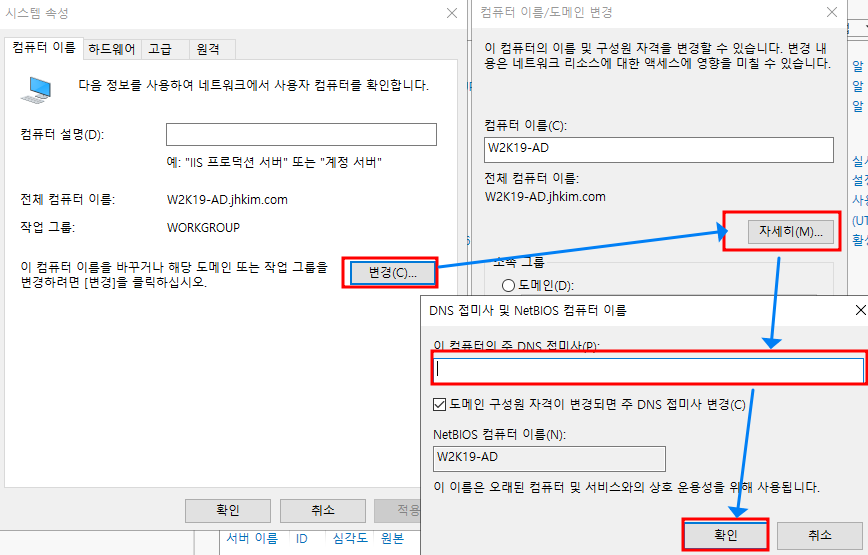 시스템 속성
컴퓨터 이름
하드웨어
고급
원격
다음 정보를 사용하여 네트워크에서 사용자 컴퓨터를 확인합니다.
컴퓨터 설명(D):
예: "IIS 프로덕션 서버" 또는 "계정 서버"
전체 컴퓨터 이름:
W2K19-AD.jhkim.com
작업 그룹:
WORKGROUP
이 컴퓨터 이름을 바꾸거나 해당 도메인 또는 작업 그룹을
변경하려면 [변경]을 클릭하십시오.
변경(C)...
확인
취소
적용
컴퓨터 이름/도메인 변경
이 컴퓨터의 이름 및 구성원 자격을 변경할 수 있습니다. 변경 내
용은 네트워크 리소스에 대한 액세스에 영향을 미칠 수 있습니다.
컴퓨터 이름(C):
W2K19-AD
전체 컴퓨터 이름:
W2K19-AD.jhkim.com
자세히(M)...
소속 그룹
도메인(D):
DNS 접미사 및 NetBIOS 컴퓨터 이름
이 컴퓨터의 주 DNS 접미사(P):
도메인 구성원 자격이 변경되면 주 DNS 접미사 변경(C)
NetBIOS 컴퓨터 이름(N):
W2K19-AD
이 이름은 오래된 컴퓨터 및 서비스와의 상호 운용성을 위해 사용됩니다.
확인
취소
서버 이름
ID
심각도
원본
알
알
알
설정
사용
(UT
활성